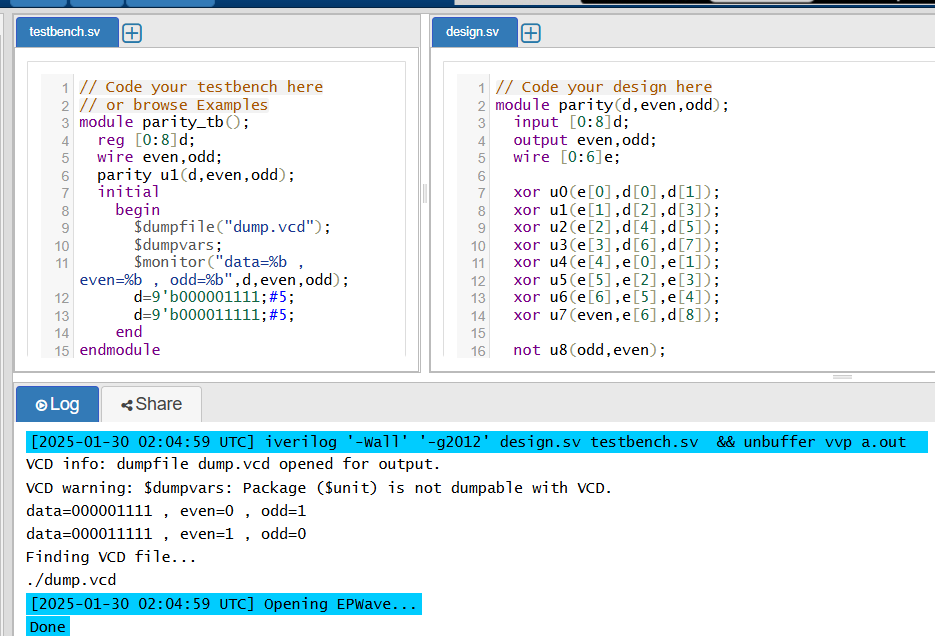 testbench.sv
1 // Code your testbench here
2 // or browse Examples
3 module parity_tb();
4 reg [0:8]d;
5 wire even,odd;
6 parity u1(d,even,odd);
7 initial
8 begin
9 $dumpfile("dump.vcd");
10 $dumpvars;
11 $monitor("data=%b ,
even=%b , odd=%b",d,even,odd);
12 d=9'b000001111;#5;
13 d=9'b000011111;#5;
14 end
15 endmodule
design.sv
1 // Code your design here
2 module parity(d,even,odd);
3 input [0:8]d;
4 output even,odd;
5 wire [0:6]e;
6
7 xor u0(e[0],d[0],d[1]);
8 xor u1(e[1],d[2],d[3]);
9 xor u2(e[2],d[4],d[5]);
10 xor u3(e[3],d[6],d[7]);
11 xor u4(e[4],e[0],e[1]);
12 xor u5(e[5],e[2],e[3]);
13 xor u6(e[6],e[5],e[4]);
14 xor u7(even,e[6],d[8]);
15
16 not u8(odd,even);
Log
Share
[2025-01-30 02:04:59 UTC] iverilog '-Wall' '-g2012' design.sv testbench.sv && unbuffer vvp a.out
VCD info: dumpfile dump.vcd opened for output.
VCD warning: $dumpvars: Package ($unit) is not dumpable with VCD.
data=000001111 , even=0 , odd=1
data=000011111 , even=1 , odd=0
Finding VCD file...
./dump.vcd
[2025-01-30 02:04:59 UTC] Opening EPWave...
Done